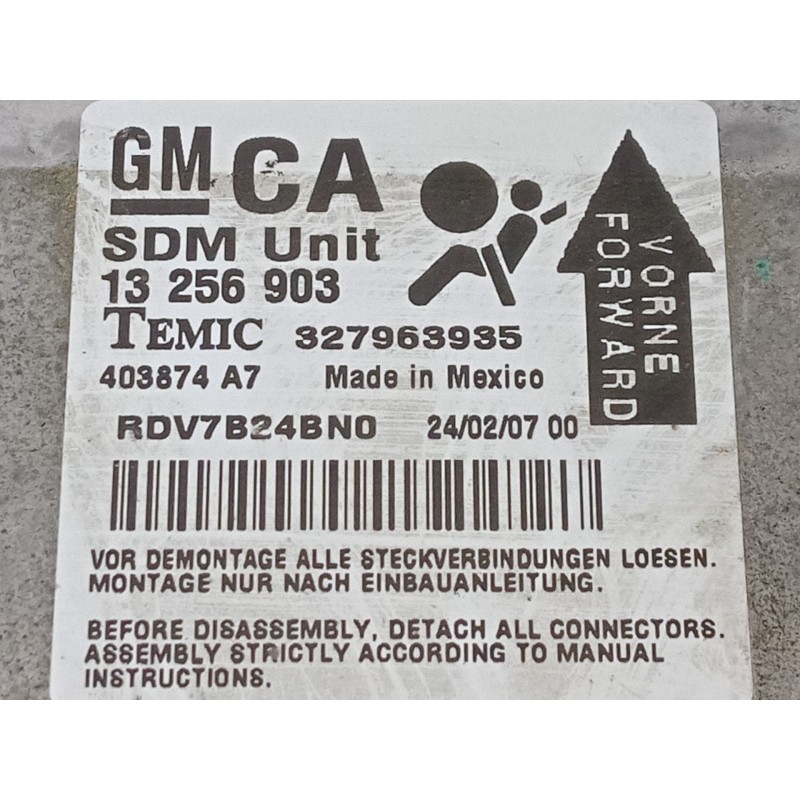 GM CA
SDM Unit
13 256 903
TEMIC 327963935
403874 A7 Made in Mexico
RDV7B24BN0 24/02/07 00
VORNE
FORWARD
VOR DEMONTAGE ALLE STECKVERBINDUNGEN LOESEN.
MONTAGE NUR NACH EINBAUANLEITUNG.
BEFORE DISASSEMBLY, DETACH ALL CONNECTORS.
ASSEMBLY STRICTLY ACCORDING TO MANUAL
INSTRUCTIONS.